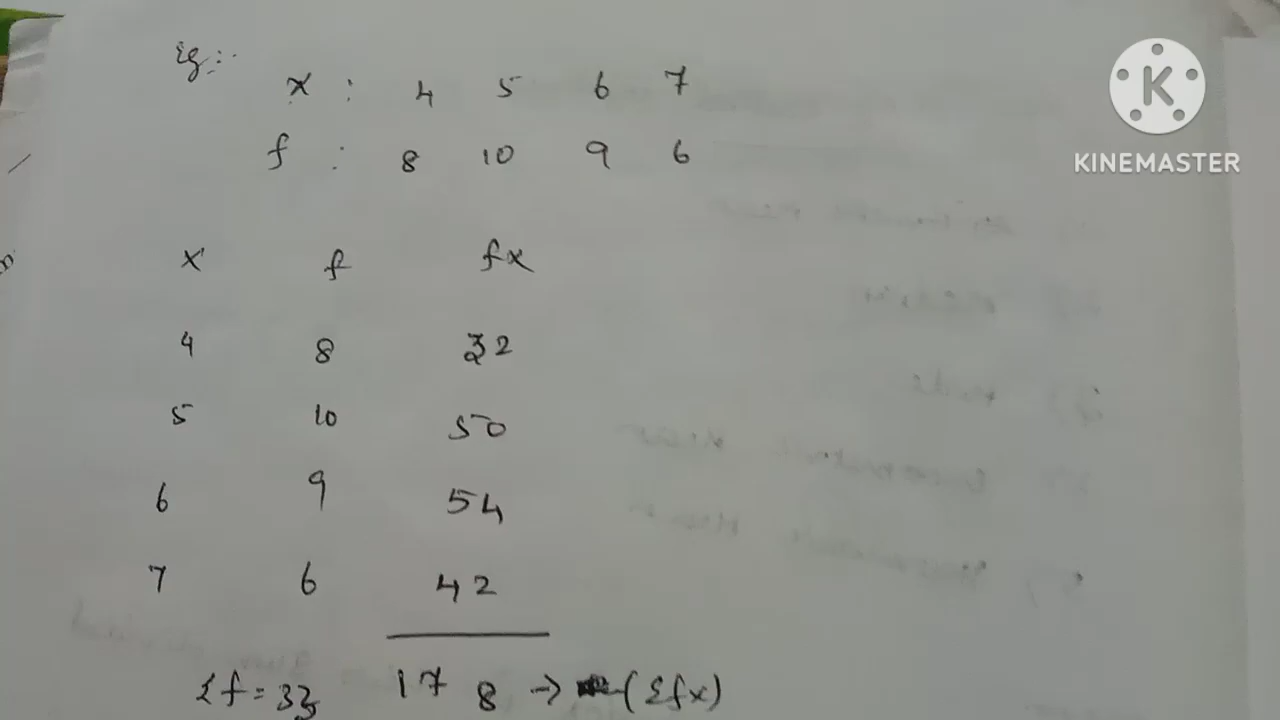 eg:-
x : 4 5 6 7
f : 8 10 9 6
x f fx
4 8 32
5 10 50
6 9 54
7 6 42
Σf = 33 178 → (Σfx)
KINEMASTER